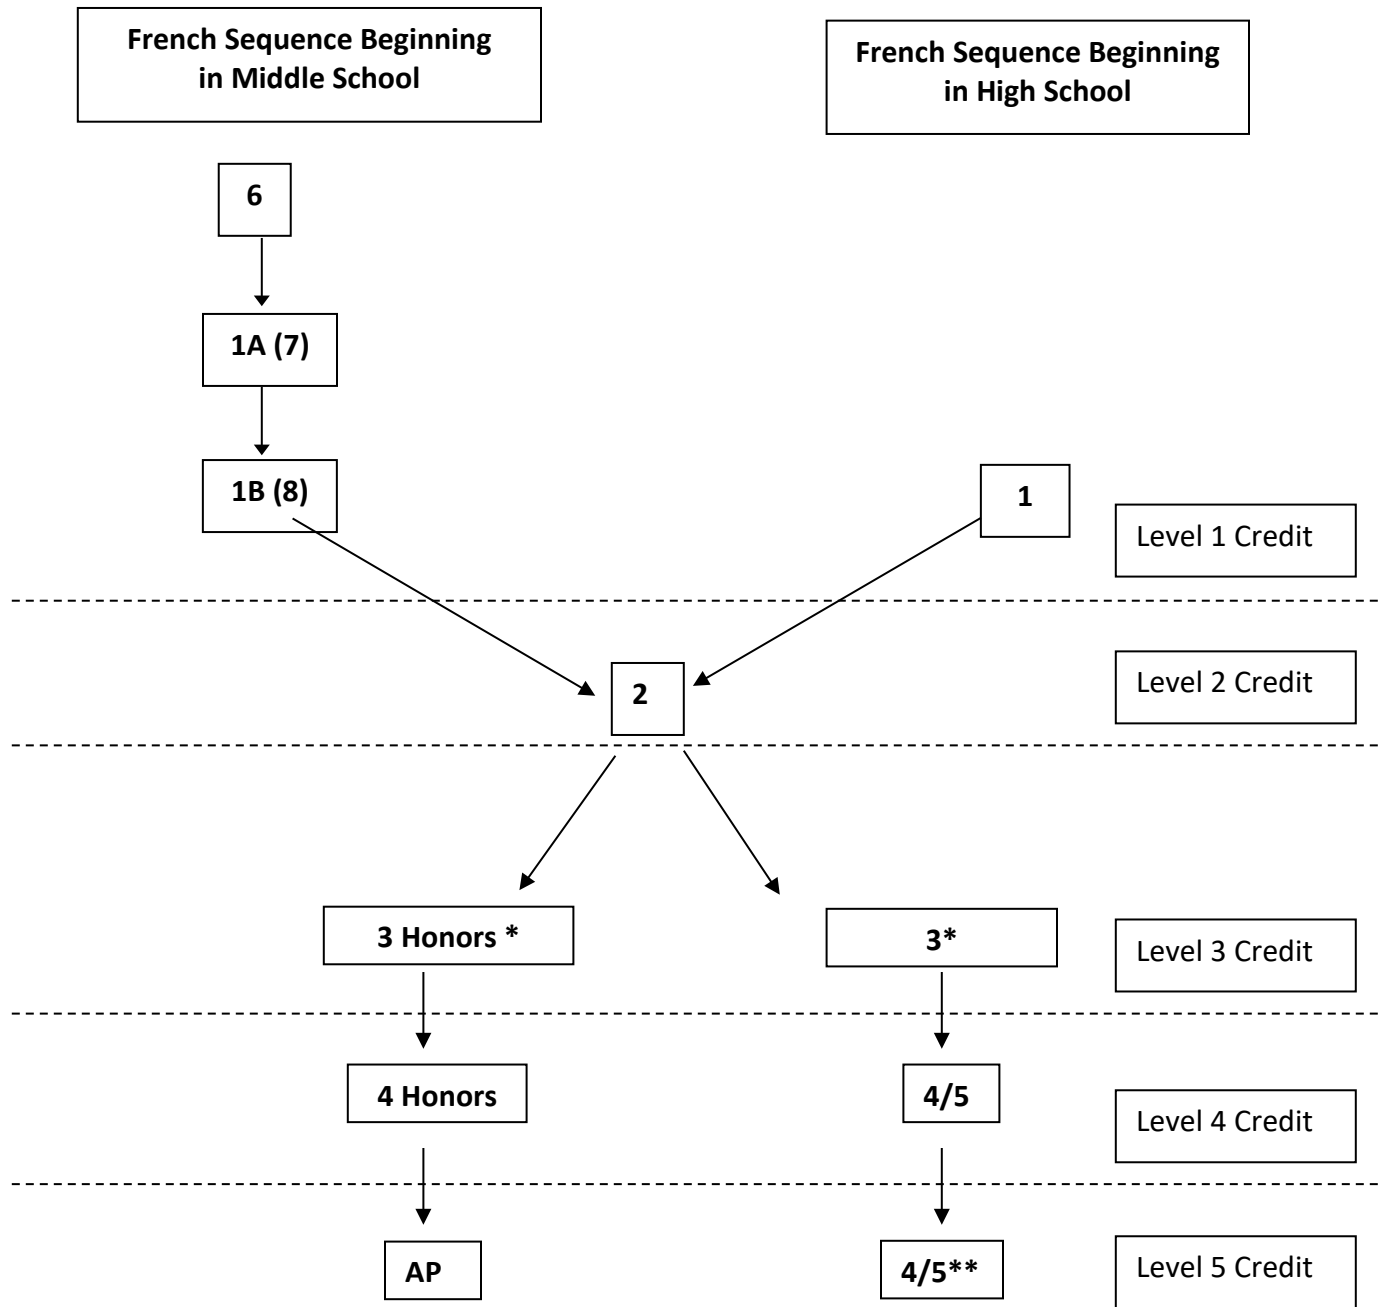 French Sequence Beginning
in Middle School
French Sequence Beginning
in High School
6
1A (7)
1B (8)
1
Level 1 Credit
2
Level 2 Credit
3 Honors *
3*
Level 3 Credit
4 Honors
4/5
Level 4 Credit
AP
4/5**
Level 5 Credit